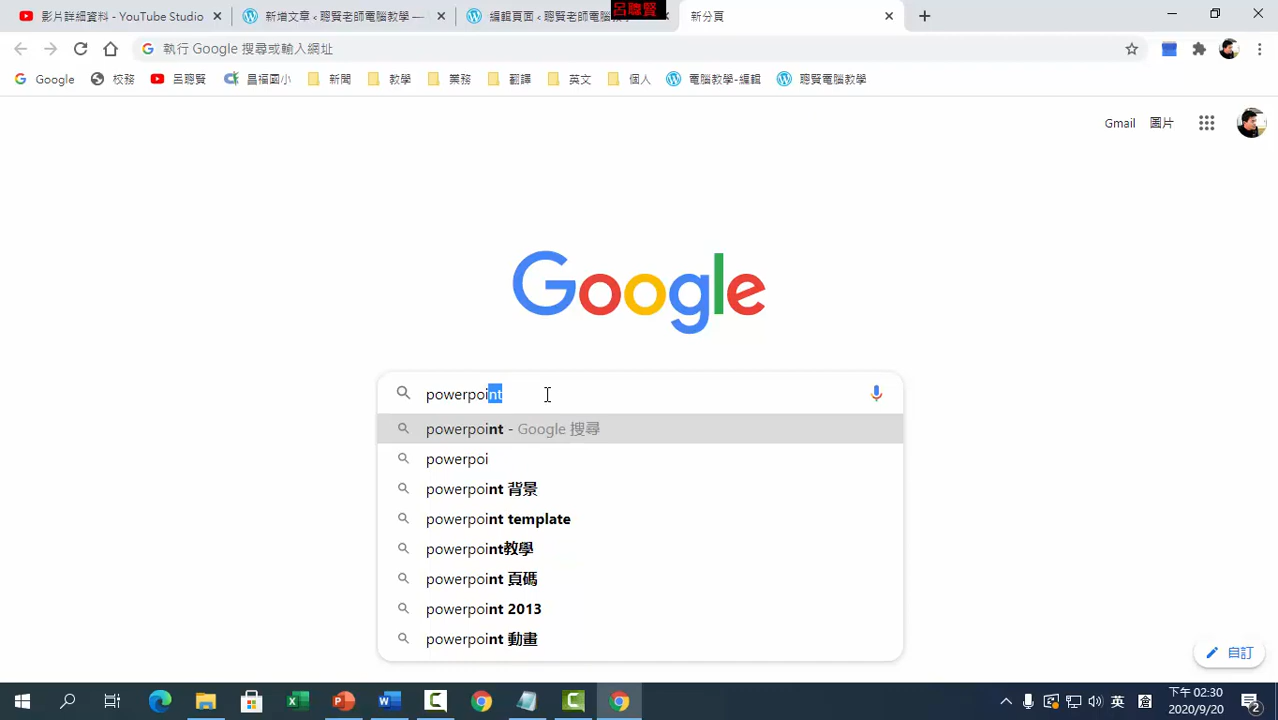 影片詳細資料 - YouTube Studio
新增文章 ‹ 聰賢老師電腦教學 —
編輯頁面 ‹ 聰賢老師電腦教
呂聰賢
新分頁
執行 Google 搜尋或輸入網址
Google
校務
呂聰賢
昌福國小
新聞
教學
業務
翻譯
英文
個人
電腦教學-編輯
聰賢電腦教學
Gmail
圖片
Google
powerpoint
powerpoint - Google 搜尋
powerpoi
powerpoint 背景
powerpoint template
powerpoint教學
powerpoint 頁碼
powerpoint 2013
powerpoint 動畫
自訂
英
下午 02:30
2020/9/20
2